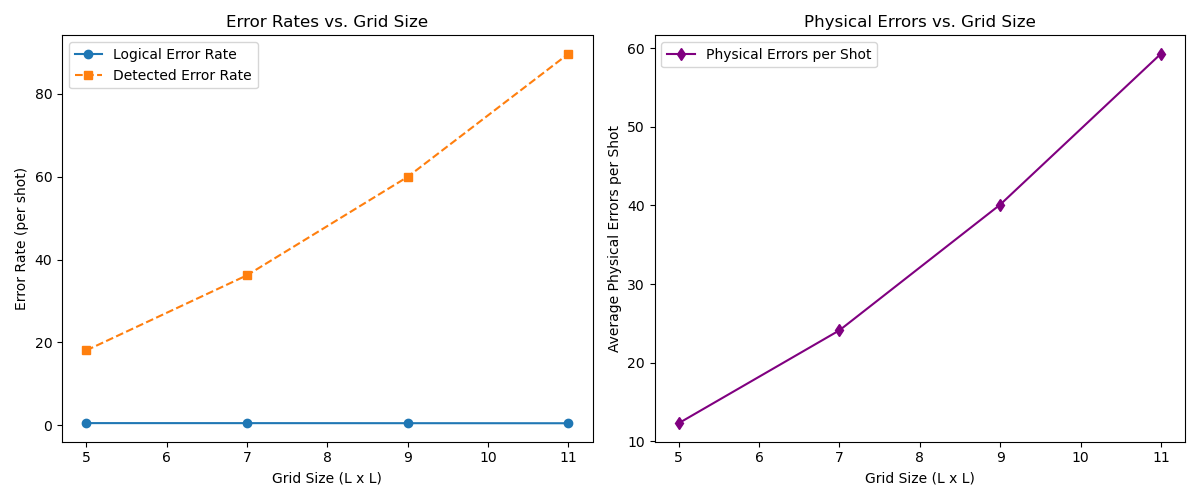 Error Rates vs. Grid Size
Logical Error Rate
Detected Error Rate
Error Rate (per shot)
80
60
40
20
0
5 6 7 8 9 10 11
Grid Size (L x L)
Physical Errors vs. Grid Size
Physical Errors per Shot
Average Physical Errors per Shot
60
50
40
30
20
10
5 6 7 8 9 10 11
Grid Size (L x L)